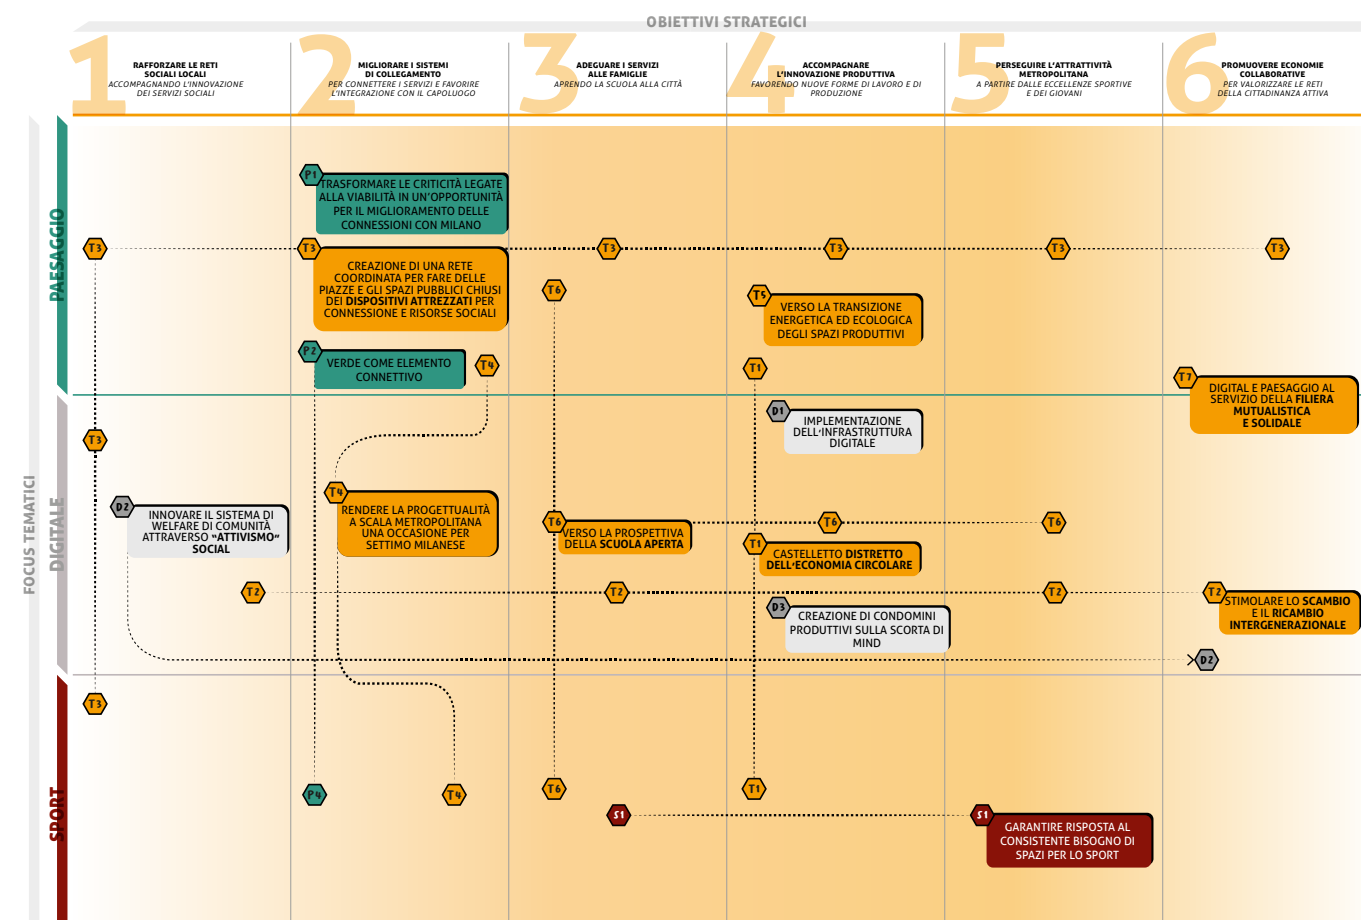 OBIETTIVI STRATEGICI
1
RAFFORZARE LE RETI
SOCIALI LOCALI
ACCOMPAGNANDO L'INNOVAZIONE
DEI SERVIZI SOCIALI
2
MIGLIORARE I SISTEMI
DI COLLEGAMENTO
PER CONNETTERE I SERVIZI E FAVORIRE
L'INTEGRAZIONE CON IL CAPOLUOGO
3
ADEGUARE I SERVIZI
ALLE FAMIGLIE
APRENDO LA SCUOLA ALLA CITTÀ
4
ACCOMPAGNARE
L'INNOVAZIONE PRODUTTIVA
FAVORENDO NUOVE FORME DI LAVORO E DI
PRODUZIONE
5
PERSEGUIRE L'ATTRATTIVITÀ
METROPOLITANA
A PARTIRE DALLE ECCELLENZE SPORTIVE
E DEI GIOVANI
6
PROMUOVERE ECONOMIE
COLLABORATIVE
PER VALORIZZARE LE RETI
DELLA CITTADINANZA ATTIVA
FOCUS TEMATICI
PAESAGGIO
P1
TRASFORMARE LE CRITICITÀ LEGATE
ALLA VIABILITÀ IN UN'OPPORTUNITÀ
PER IL MIGLIORAMENTO DELLE
CONNESSIONI CON MILANO
T3
T3
T3
T3
T3
T3
CREAZIONE DI UNA RETE
COORDINATA PER FARE DELLE
PIAZZE E GLI SPAZI PUBBLICI CHIUSI
DEI DISPOSITIVI ATTREZZATI PER
CONNESSIONE E RISORSE SOCIALI
T6
T5
VERSO LA TRANSIZIONE
ENERGETICA ED ECOLOGICA
DEGLI SPAZI PRODUTTIVI
P2
VERDE COME ELEMENTO
CONNETTIVO
T4
T1
T7
DIGITAL E PAESAGGIO AL
SERVIZIO DELLA FILIERA
MUTUALISTICA
E SOLIDALE
DIGITALE
D1
IMPLEMENTAZIONE
DELL'INFRASTRUTTURA
DIGITALE
T3
D2
INNOVARE IL SISTEMA DI
WELFARE DI COMUNITÀ
ATTRAVERSO "ATTIVISMO"
SOCIAL
T4
RENDERE LA PROGETTUALITÀ
A SCALA METROPOLITANA
UNA OCCASIONE PER
SETTIMO MILANESE
T6
VERSO LA PROSPETTIVA
DELLA SCUOLA APERTA
T6
T6
T1
CASTELLETTO DISTRETTO
DELL'ECONOMIA CIRCOLARE
T2
T2
T2
T2
STIMOLARE LO SCAMBIO
E IL RICAMBIO
INTERGENERAZIONALE
D3
CREAZIONE DI CONDOMINI
PRODUTTIVI SULLA SCORTA DI
MIND
D2
SPORT
T3
P4
T4
T6
T1
S1
S1
GARANTIRE RISPOSTA AL
CONSISTENTE BISOGNO DI
SPAZI PER LO SPORT